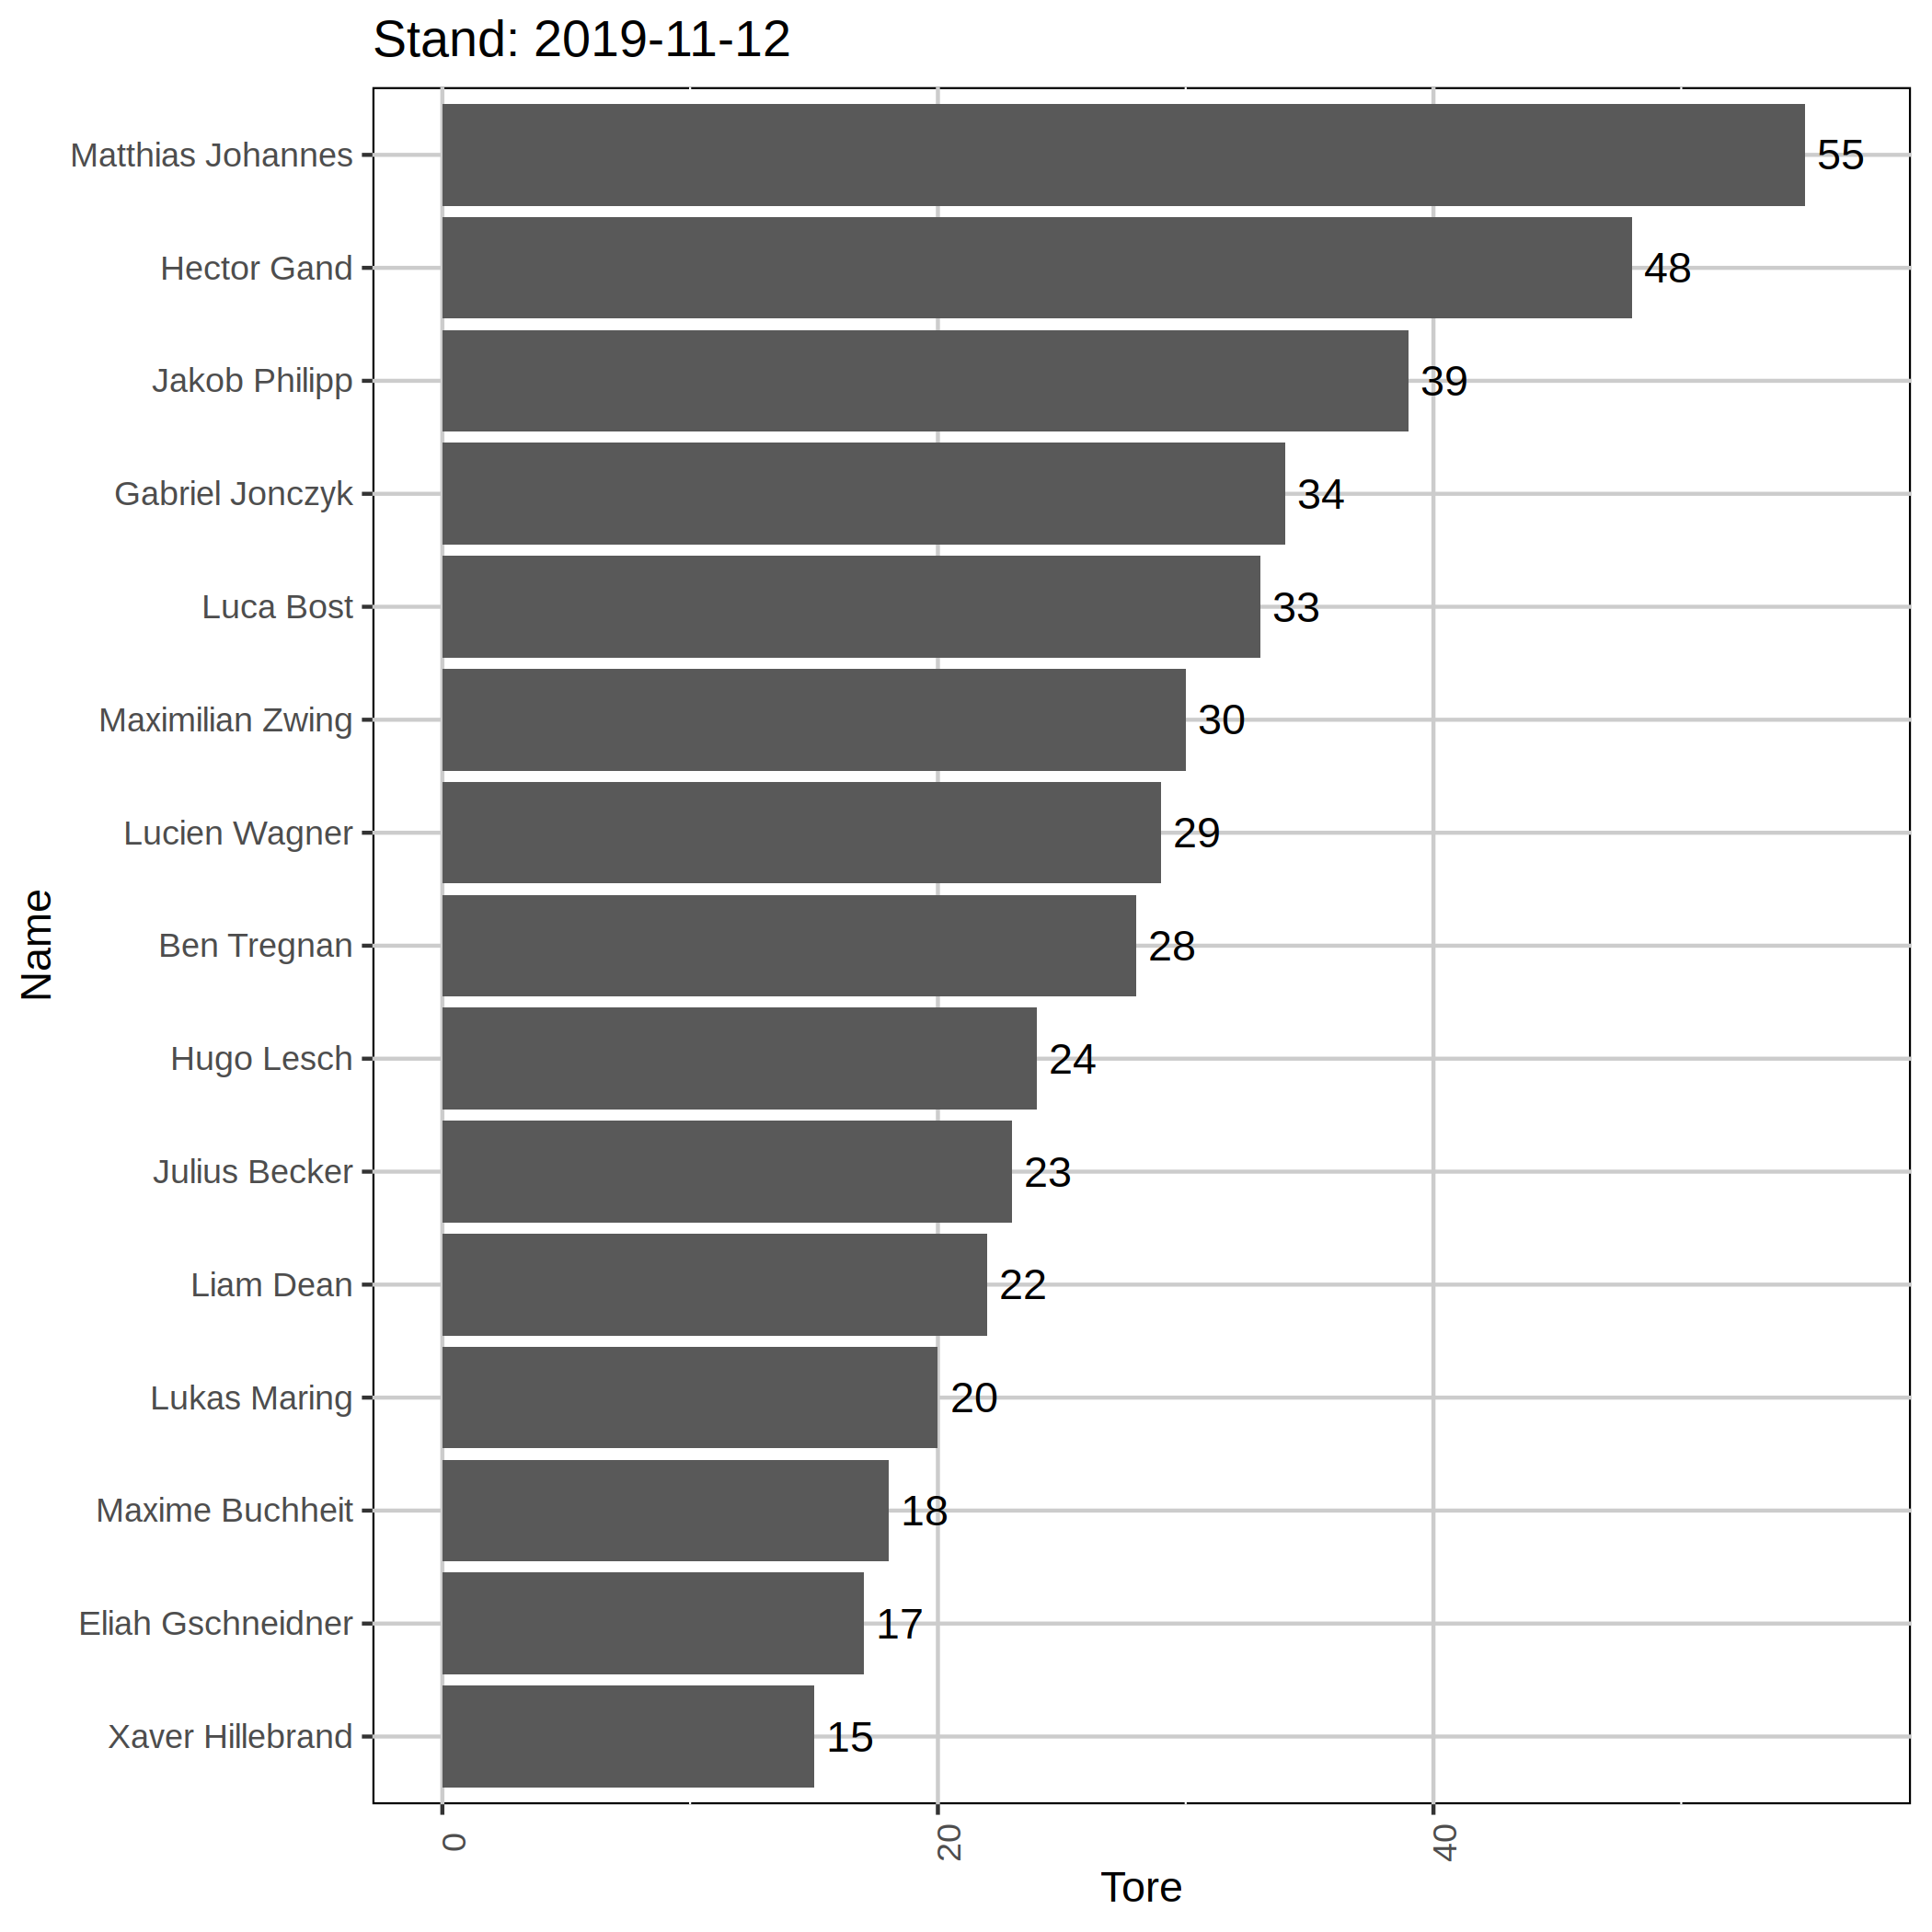 Stand: 2019-11-12
Matthias Johannes 55
Hector Gand 48
Jakob Philipp 39
Gabriel Jonczyk 34
Luca Bost 33
Maximilian Zwing 30
Lucien Wagner 29
Ben Tregnan 28
Hugo Lesch 24
Julius Becker 23
Liam Dean 22
Lukas Maring 20
Maxime Buchheit 18
Eliah Gschneidner 17
Xaver Hillebrand 15
Name
0 20 40
Tore